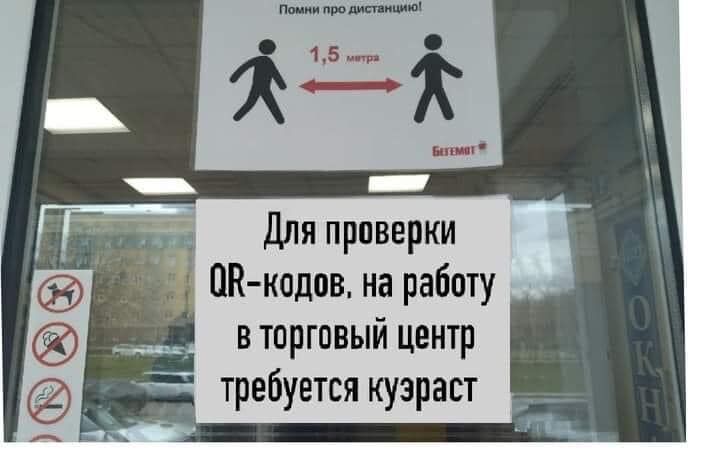 Помни про дистанцию!
1,5 метра
БЕГЕМОТ
Для проверки
QR-кодов, на работу
в торговый центр
требуется куэраст
ОКН